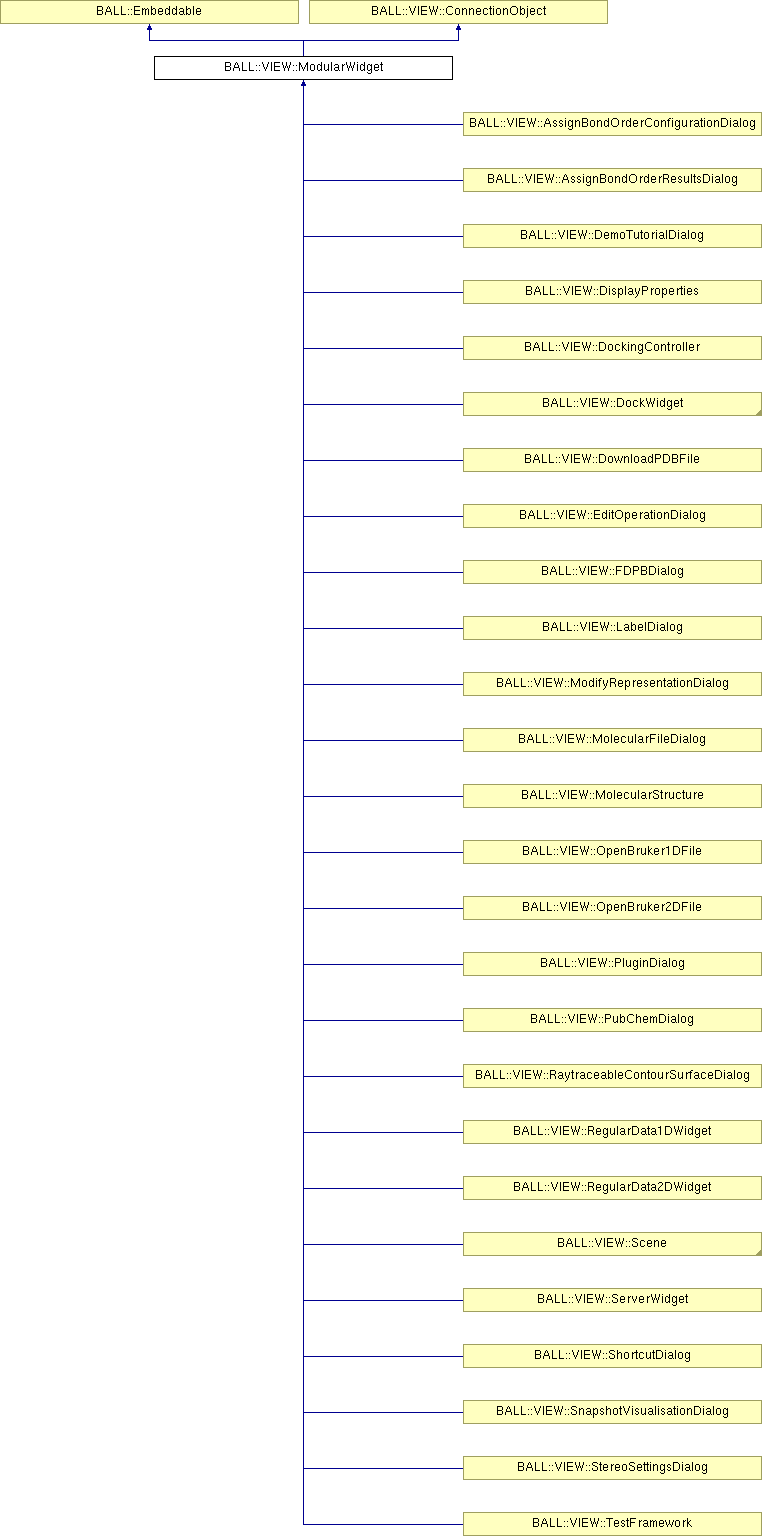 BALL::Embeddable
BALL::VIEW::ConnectionObject
BALL::VIEW::ModularWidget
BALL::VIEW::AssignBondOrderConfigurationDialog
BALL::VIEW::AssignBondOrderResultsDialog
BALL::VIEW::DemoTutorialDialog
BALL::VIEW::DisplayProperties
BALL::VIEW::DockingController
BALL::VIEW::DockWidget
BALL::VIEW::DownloadPDBFile
BALL::VIEW::EditOperationDialog
BALL::VIEW::FDPBDialog
BALL::VIEW::LabelDialog
BALL::VIEW::ModifyRepresentationDialog
BALL::VIEW::MolecularFileDialog
BALL::VIEW::MolecularStructure
BALL::VIEW::OpenBruker1DFile
BALL::VIEW::OpenBruker2DFile
BALL::VIEW::PluginDialog
BALL::VIEW::PubChemDialog
BALL::VIEW::RaytraceableContourSurfaceDialog
BALL::VIEW::RegularData1DWidget
BALL::VIEW::RegularData2DWidget
BALL::VIEW::Scene
BALL::VIEW::ServerWidget
BALL::VIEW::ShortcutDialog
BALL::VIEW::SnapshotVisualisationDialog
BALL::VIEW::StereoSettingsDialog
BALL::VIEW::TestFramework